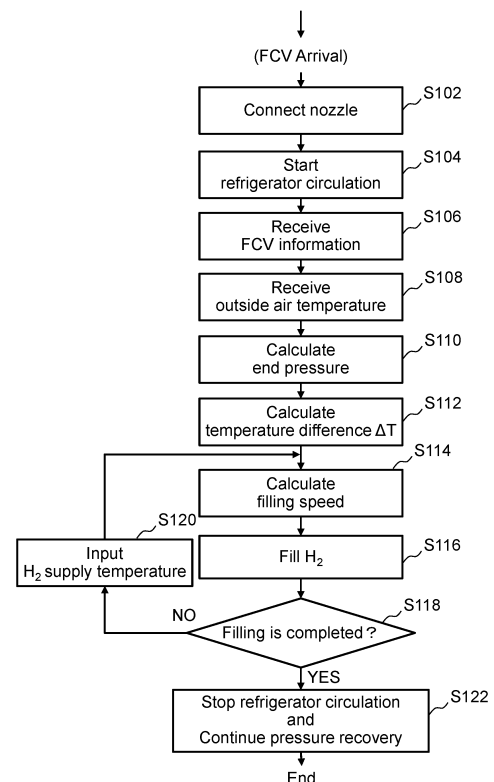 (FCV Arrival)
S102
Connect nozzle
S104
Start
refrigerator circulation
S106
Receive
FCV information
S108
Receive
outside air temperature
S110
Calculate
end pressure
S112
Calculate
temperature difference ΔT
S114
Calculate
filling speed
S120
Input
H₂ supply temperature
S116
Fill H₂
S118
Filling is completed ?
NO
YES
S122
Stop refrigerator circulation
and
Continue pressure recovery
End